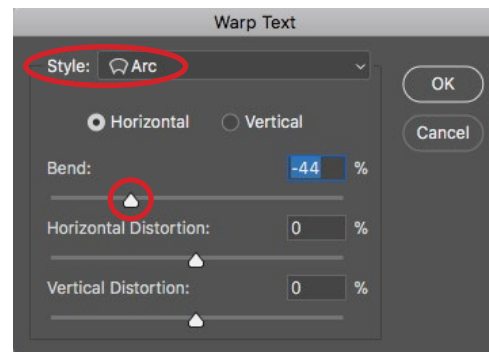 Warp Text
Style: Arc
OK
Horizontal Vertical
Cancel
Bend: -44 %
Horizontal Distortion: 0 %
Vertical Distortion: 0 %